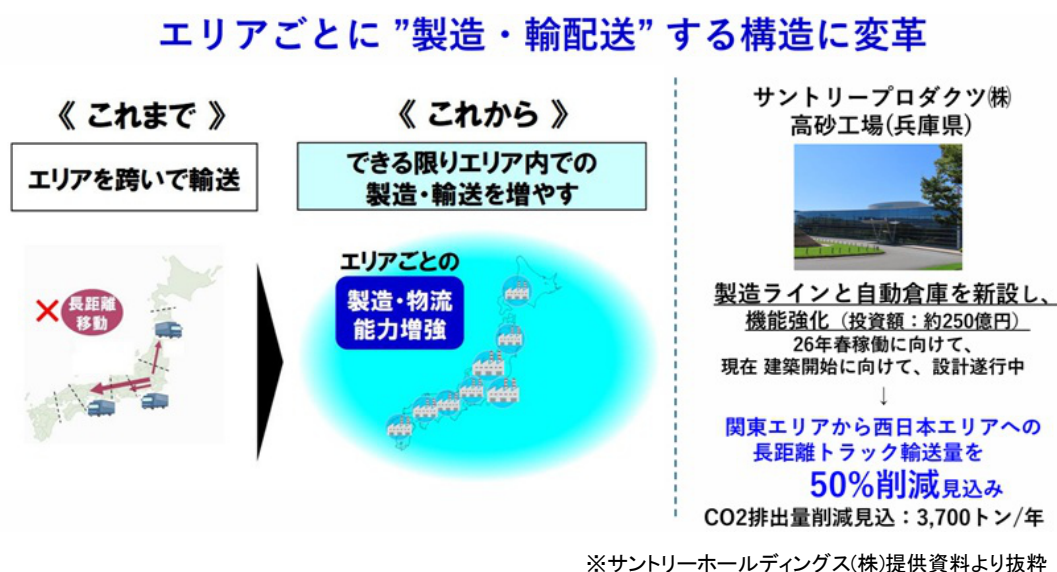 エリアごとに ”製造・輸配送” する構造に変革
《 これまで 》
エリアを跨いで輸送
長距離
移動
《 これから 》
できる限りエリア内での
製造・輸送を増やす
エリアごとの
製造・物流
能力増強
サントリープロダクツ㈱
高砂工場(兵庫県)
製造ラインと自動倉庫を新設し、
機能強化（投資額：約250億円）
26年春稼働に向けて、
現在 建築開始に向けて、設計遂行中
↓
関東エリアから西日本エリアへの
長距離トラック輸送量を
50%削減見込み
CO2排出量削減見込：3,700トン/年
※サントリーホールディングス(株)提供資料より抜粋